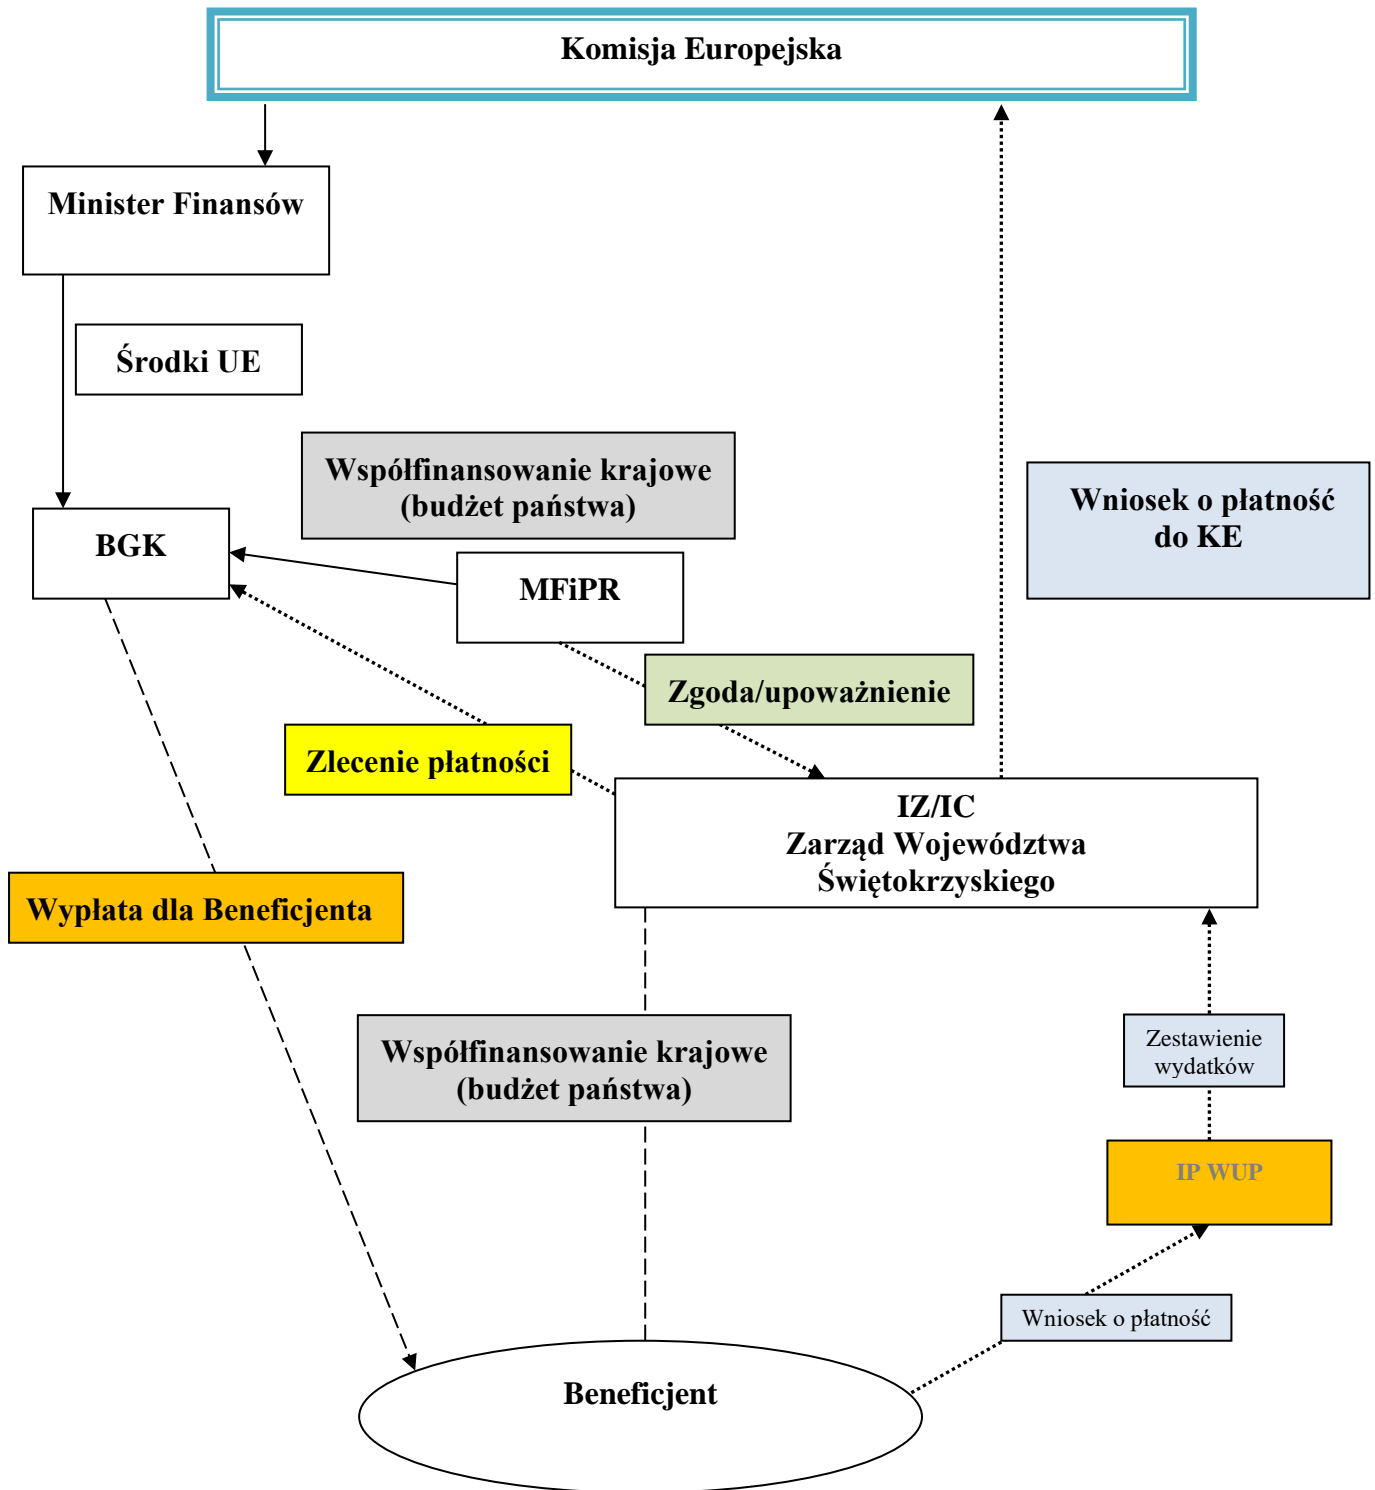 Komisja Europejska
Minister Finansów
Środki UE
Współfinansowanie krajowe
(budżet państwa)
Wniosek o płatność
do KE
BGK
MFiPR
Zgoda/upoważnienie
Zlecenie płatności
IZ/IC
Zarząd Województwa
Świętokrzyskiego
Wypłata dla Beneficjenta
Współfinansowanie krajowe
(budżet państwa)
Zestawienie
wydatków
IP WUP
Wniosek o płatność
Beneficjent